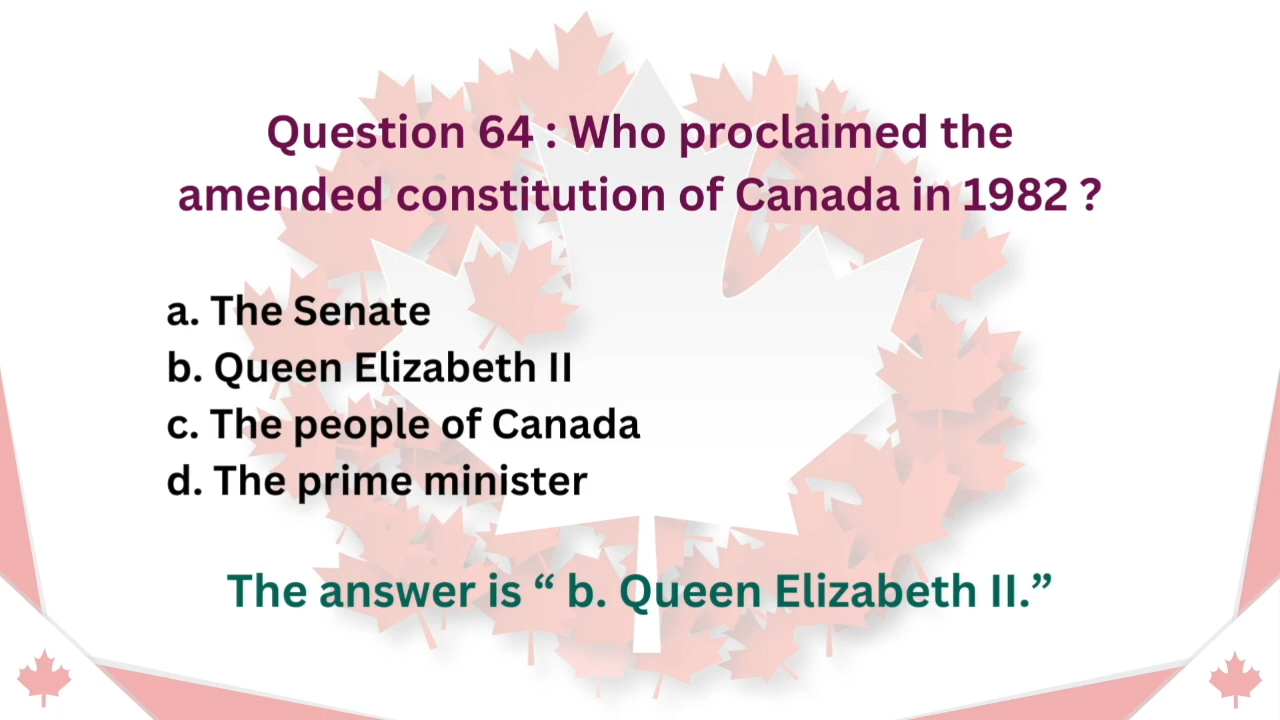 Question 64 : Who proclaimed the
amended constitution of Canada in 1982 ?
a. The Senate
b. Queen Elizabeth II
c. The people of Canada
d. The prime minister
The answer is “ b. Queen Elizabeth II.”